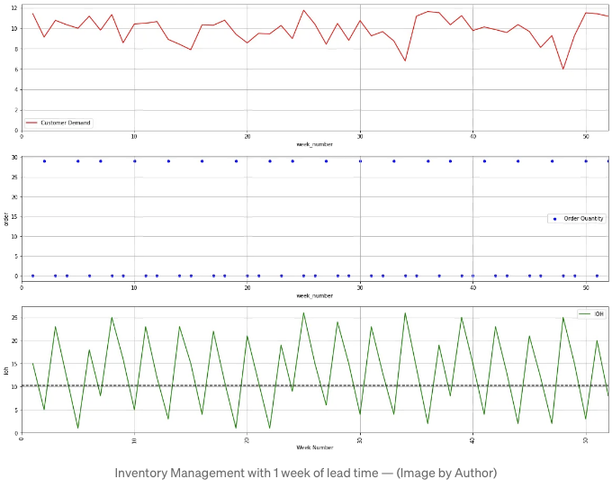 12
10
8
6
4
2
0
Customer Demand
0 10 20 30 40 50
week_number
30
25
20
15
10
5
0
order
Order Quantity
0 10 20 30 40 50
week_number
25
20
15
10
5
0
IOH
ioh
0 10 20 30 40 50
Week Number
Inventory Management with 1 week of lead time — (Image by Author)